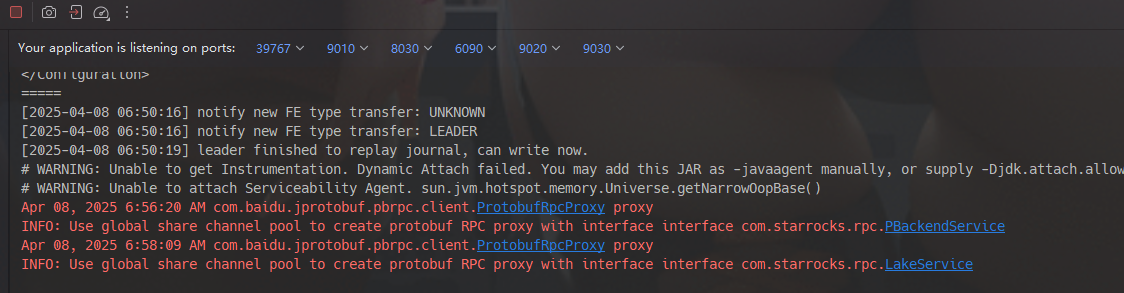 Your application is listening on ports: 39767 9010 8030 6090 9020 9030
</Configuration>
=====
[2025-04-08 06:50:16] notify new FE type transfer: UNKNOWN
[2025-04-08 06:50:16] notify new FE type transfer: LEADER
[2025-04-08 06:50:19] leader finished to replay journal, can write now.
# WARNING: Unable to get Instrumentation. Dynamic Attach failed. You may add this JAR as -javaagent manually, or supply -Djdk.attach.allow
# WARNING: Unable to attach Serviceability Agent. sun.jvm.hotspot.memory.Universe.getNarrowOopBase()
Apr 08, 2025 6:56:20 AM com.baidu.jprotobuf.pbrpc.client.ProtobufRpcProxy proxy
INFO: Use global share channel pool to create protobuf RPC proxy with interface interface com.starrocks.rpc.PBackendService
Apr 08, 2025 6:58:09 AM com.baidu.jprotobuf.pbrpc.client.ProtobufRpcProxy proxy
INFO: Use global share channel pool to create protobuf RPC proxy with interface interface com.starrocks.rpc.LakeService